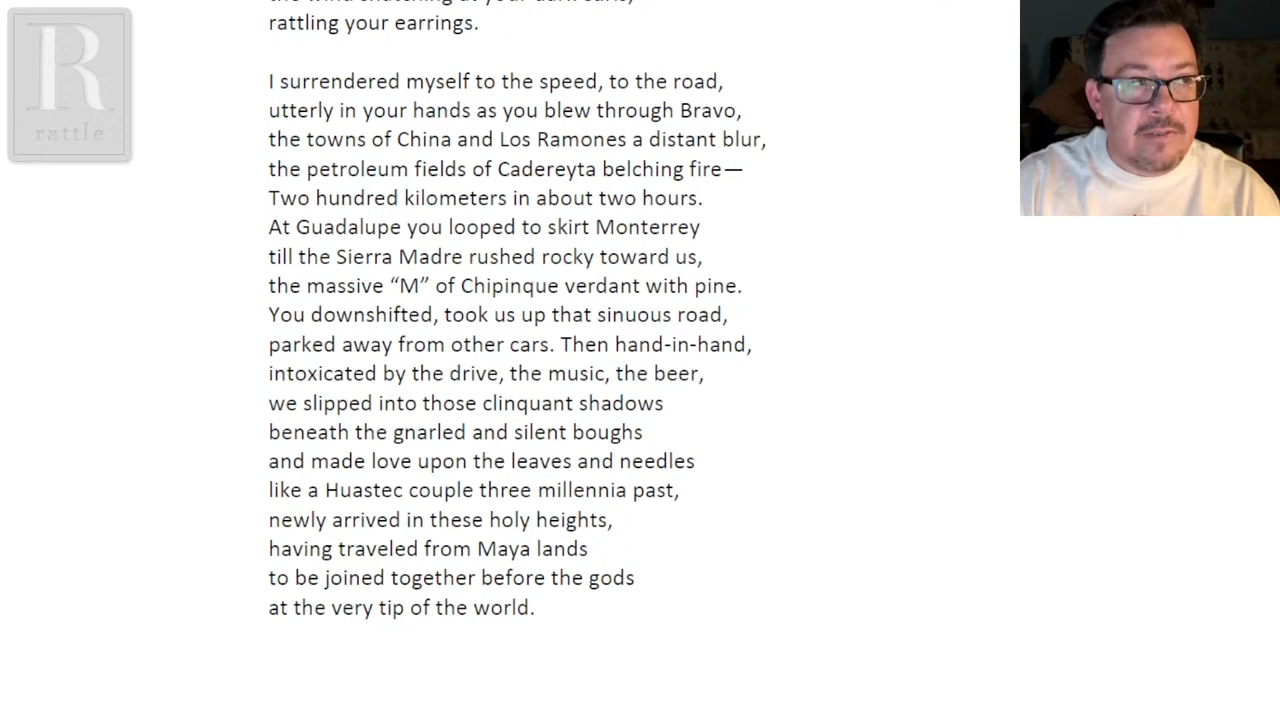 R
rattle
rattling your earrings.
I surrendered myself to the speed, to the road,
utterly in your hands as you blew through Bravo,
the towns of China and Los Ramones a distant blur,
the petroleum fields of Cadereyta belching fire—
Two hundred kilometers in about two hours.
At Guadalupe you looped to skirt Monterrey
till the Sierra Madre rushed rocky toward us,
the massive “M” of Chipinque verdant with pine.
You downshifted, took us up that sinuous road,
parked away from other cars. Then hand-in-hand,
intoxicated by the drive, the music, the beer,
we slipped into those clinquant shadows
beneath the gnarled and silent boughs
and made love upon the leaves and needles
like a Huastec couple three millennia past,
newly arrived in these holy heights,
having traveled from Maya lands
to be joined together before the gods
at the very tip of the world.